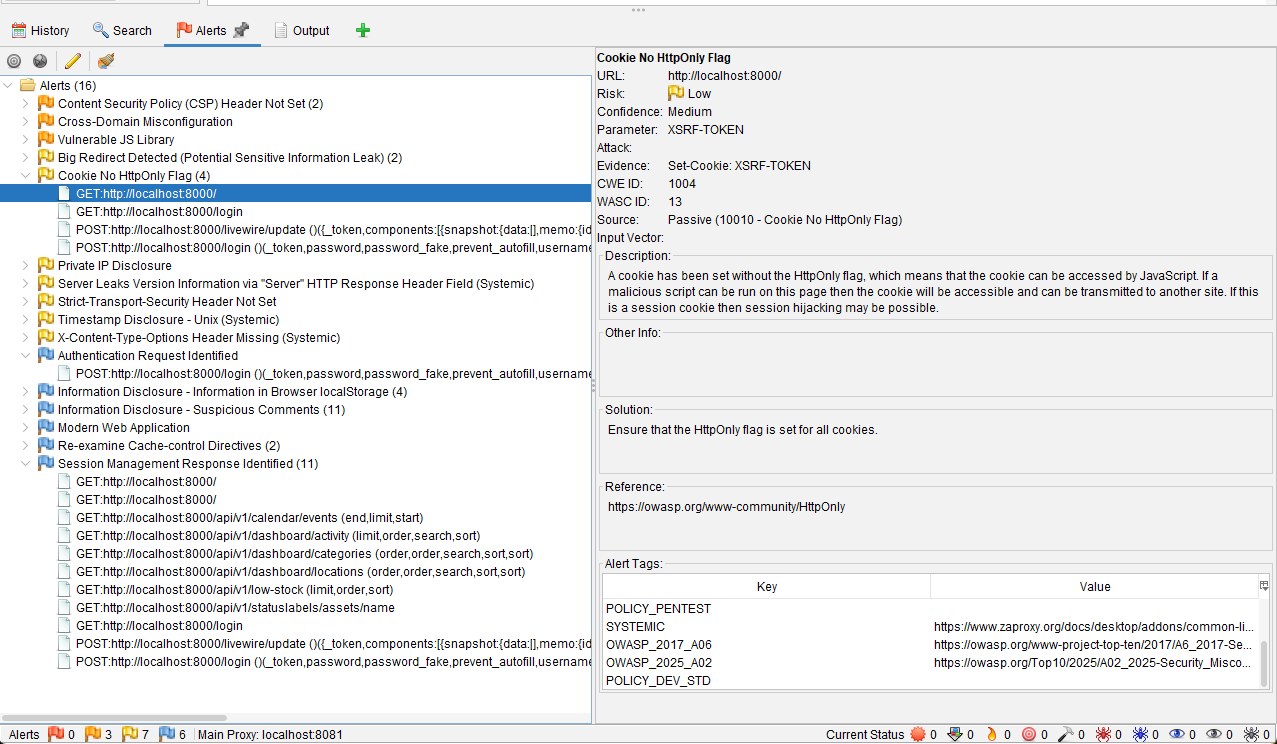 History Search Alerts Output
Alerts (16)
Content Security Policy (CSP) Header Not Set (2)
Cross-Domain Misconfiguration
Vulnerable JS Library
Big Redirect Detected (Potential Sensitive Information Leak) (2)
Cookie No HttpOnly Flag (4)
GET:http://localhost:8000/
GET:http://localhost:8000/login
POST:http://localhost:8000/livewire/update ()({_token,components:[{snapshot:{data:[],memo:{id
POST:http://localhost:8000/login ()(_token,password,password_fake,prevent_autofill,username
Private IP Disclosure
Server Leaks Version Information via "Server" HTTP Response Header Field (Systemic)
Strict-Transport-Security Header Not Set
Timestamp Disclosure - Unix (Systemic)
X-Content-Type-Options Header Missing (Systemic)
Authentication Request Identified
POST:http://localhost:8000/login ()(_token,password,password_fake,prevent_autofill,username
Information Disclosure - Information in Browser localStorage (4)
Information Disclosure - Suspicious Comments (11)
Modern Web Application
Re-examine Cache-control Directives (2)
Session Management Response Identified (11)
GET:http://localhost:8000/
GET:http://localhost:8000/
GET:http://localhost:8000/api/v1/calendar/events (end,limit,start)
GET:http://localhost:8000/api/v1/dashboard/activity (limit,order,search,sort)
GET:http://localhost:8000/api/v1/dashboard/categories (order,order,search,sort,sort)
GET:http://localhost:8000/api/v1/dashboard/locations (order,order,search,sort,sort)
GET:http://localhost:8000/api/v1/low-stock (limit,order,sort)
GET:http://localhost:8000/api/v1/statuslabels/assets/name
GET:http://localhost:8000/login
POST:http://localhost:8000/livewire/update ()({_token,components:[{snapshot:{data:[],memo:{id
POST:http://localhost:8000/login ()(_token,password,password_fake,prevent_autofill,username
Cookie No HttpOnly Flag
URL: http://localhost:8000/
Risk: Low
Confidence: Medium
Parameter: XSRF-TOKEN
Attack:
Evidence: Set-Cookie: XSRF-TOKEN
CWE ID: 1004
WASC ID: 13
Source: Passive (10010 - Cookie No HttpOnly Flag)
Input Vector:
Description:
A cookie has been set without the HttpOnly flag, which means that the cookie can be accessed by JavaScript. If a
malicious script can be run on this page then the cookie will be accessible and can be transmitted to another site. If this
is a session cookie then session hijacking may be possible.
Other Info:
Solution:
Ensure that the HttpOnly flag is set for all cookies.
Reference:
https://owasp.org/www-community/HttpOnly
Alert Tags:
Key Value
POLICY_PENTEST
SYSTEMIC https://www.zaproxy.org/docs/desktop/addons/common-li...
OWASP_2017_A06 https://owasp.org/www-project-top-ten/2017/A6_2017-Se...
OWASP_2025_A02 https://owasp.org/Top10/2025/A02_2025-Security_Misco...
POLICY_DEV_STD
Alerts 0 3 7 6 Main Proxy: localhost:8081 Current Status 0 0 0 0 0 0 0 0 0 0